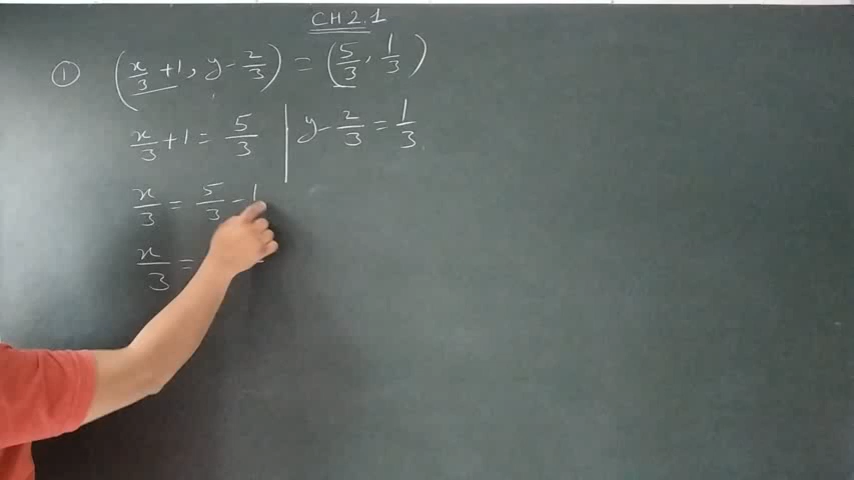 CH 2.1
① (x/3 + 1, y - 2/3) = (5/3, 1/3)
x/3 + 1 = 5/3 | y - 2/3 = 1/3
x/3 = 5/3 - 1
x/3 =